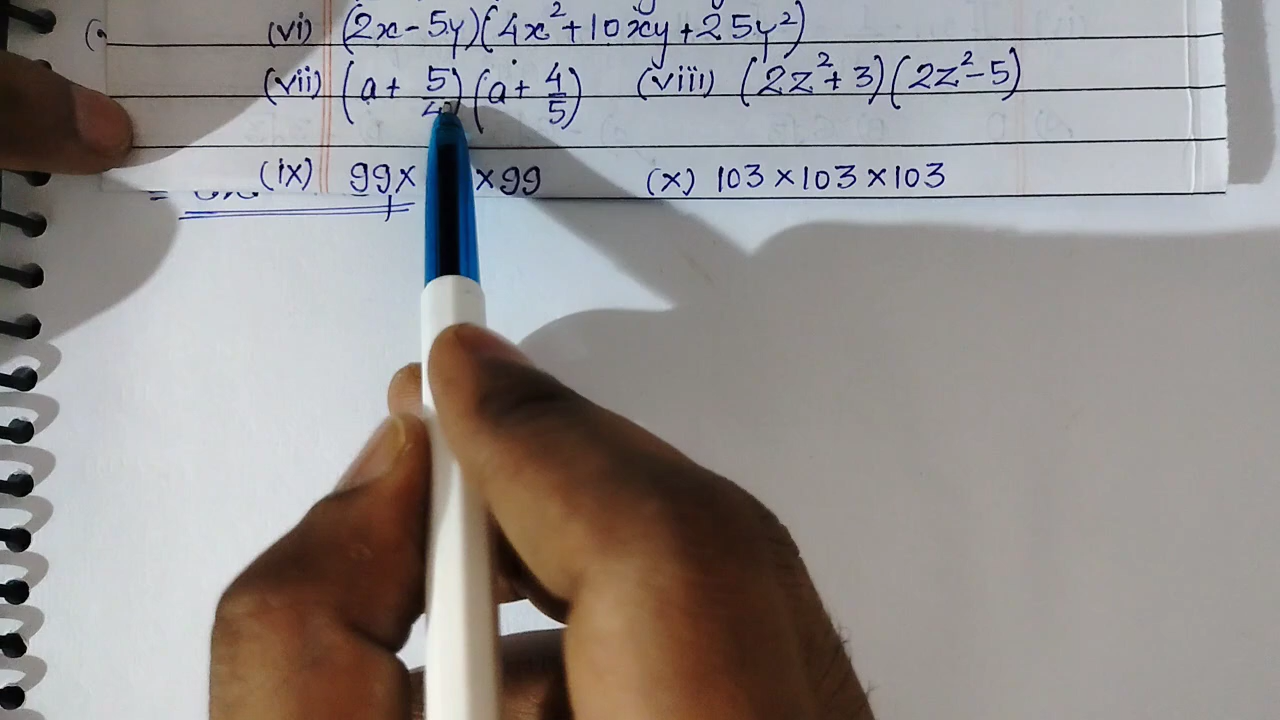 (vi) (2x-5y)(4x²+10xy+25y²)
(vii) (a+ 5/4)(a+ 4/5) (viii) (2z²+3)(2z²-5)
(ix) 99× ×99 (x) 103×103×103